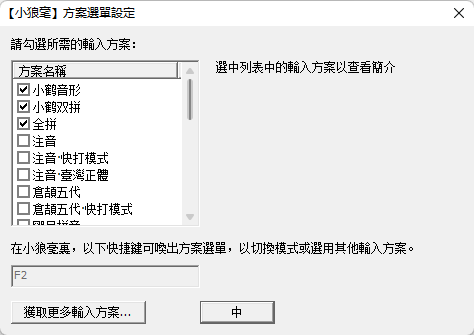 【小狼毫】方案選單設定
請勾選所需的輸入方案：
方案名稱
選中列表中的輸入方案以查看簡介
小鹤音形
小鹤双拼
全拼
注音
注音·快打模式
注音·臺灣正體
倉頡五代
倉頡五代·快打模式
在小狼毫裏，以下快捷鍵可喚出方案選單，以切換模式或選用其他輸入方案。
F2
獲取更多輸入方案...
中